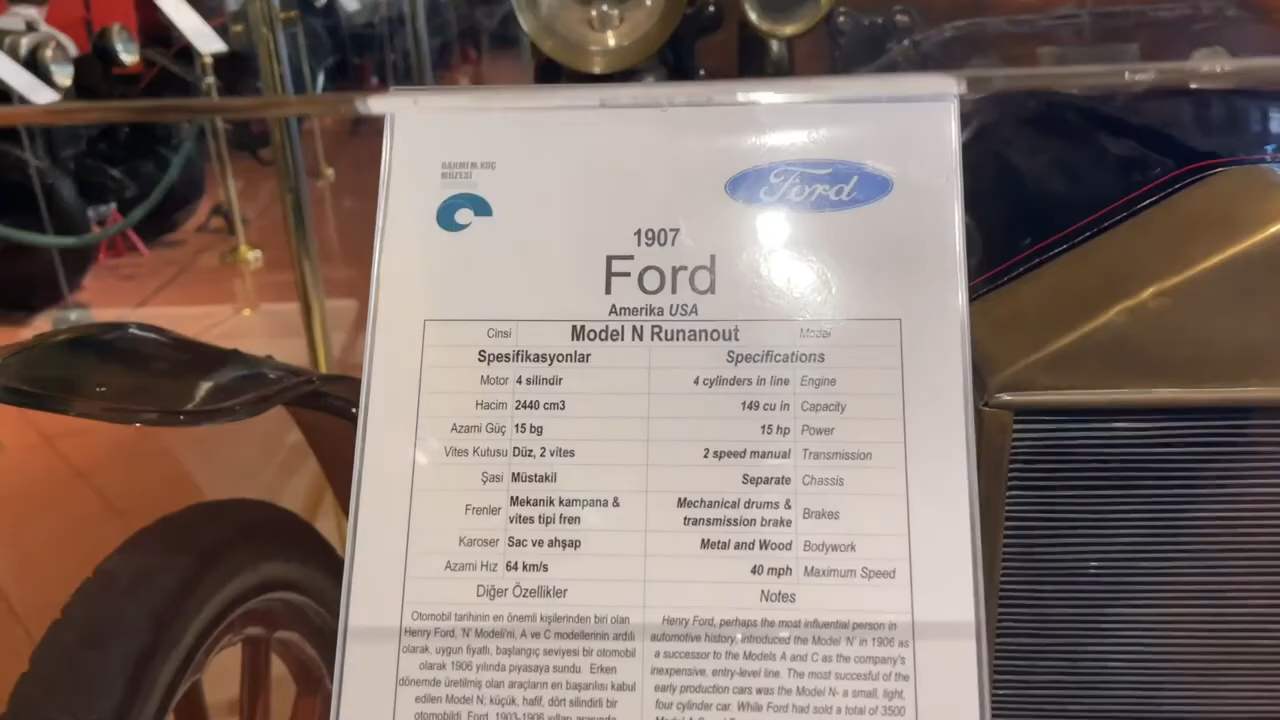 RAHMİ M. KOÇ
MÜZESİ
Ford
1907
Ford
Amerika USA
Cinsi Model N Runanout Model
Spesifikasyonlar Specifications
Motor 4 silindir 4 cylinders in line Engine
Hacim 2440 cm3 149 cu in Capacity
Azami Güç 15 bg 15 hp Power
Vites Kutusu Düz, 2 vites 2 speed manual Transmission
Şasi Müstakil Separate Chassis
Frenler Mekanik kampana & vites tipi fren Mechanical drums & transmission brake Brakes
Karoser Sac ve ahşap Metal and Wood Bodywork
Azami Hız 64 km/s 40 mph Maximum Speed
Diğer Özellikler Notes
Otomobil tarihinin en önemli kişilerinden biri olan
Henry Ford, 'N' Modeli'ni, A ve C modellerinin ardılı
olarak, uygun fiyatlı, başlangıç seviyesi bir otomobil
olarak 1906 yılında piyasaya sundu. Erken
dönemde üretilmiş olan araçların en başarılısı kabul
edilen Model N; küçük, hafif, dört silindirli bir
otomobildi. Ford, 1903-1906 yılları arasında
Henry Ford, perhaps the most influential person in
automotive history, introduced the Model 'N' in 1906 as
a successor to the Models A and C as the company's
inexpensive, entry-level line. The most succesful of the
early production cars was the Model N- a small, light,
four cylinder car. While Ford had sold a total of 3500